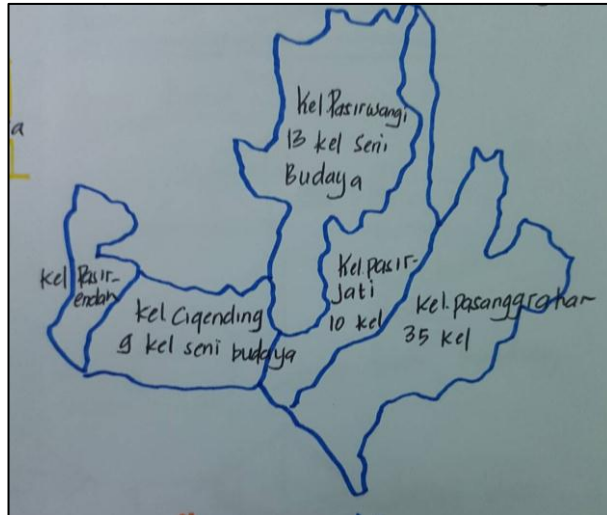 a
Kel Pasirwangi
13 kel seni
Budaya
Kel Pasir-
endah
Kel Cigending
9 kel seni budaya
Kel.pasir-
Jati
10 kel
Kel.pasanggrahan
35 kel